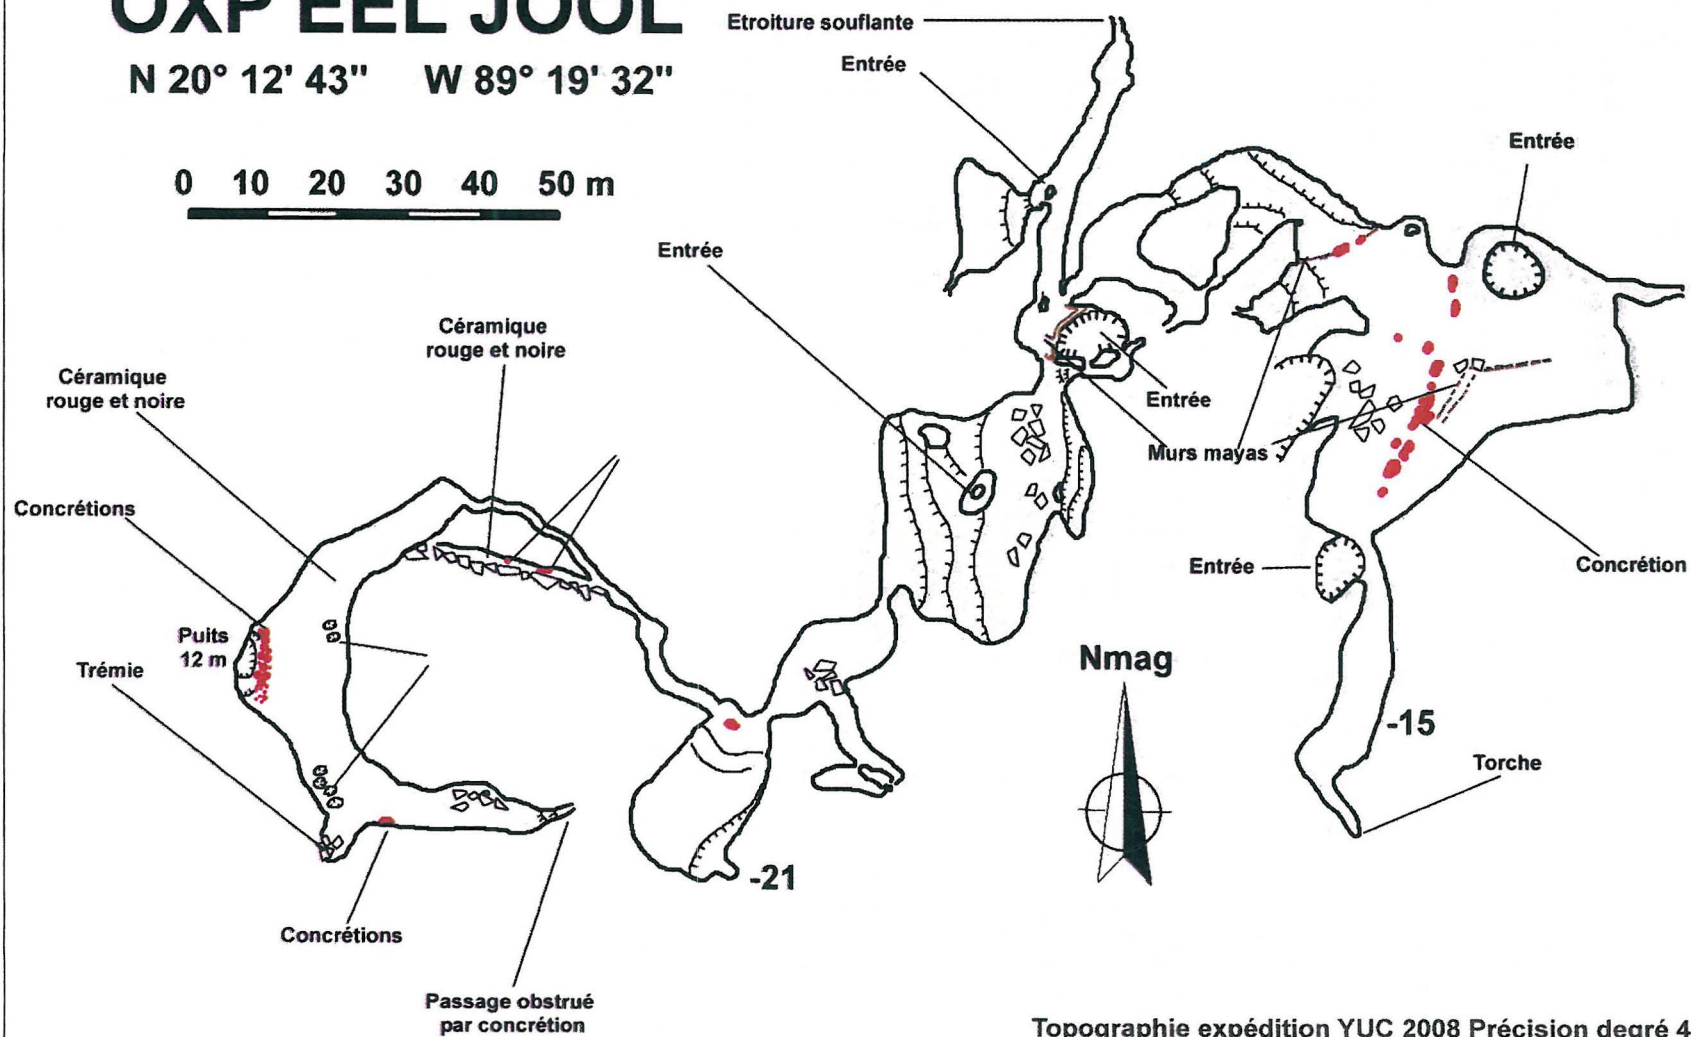 OXP'EEL JOOL
N 20° 12' 43" W 89° 19' 32"
0 10 20 30 40 50 m
Etroiture souflante
Entrée
Entrée
Entrée
Céramique
rouge et noire
Céramique
rouge et noire
Entrée
Murs mayas
Concrétions
Entrée
Concrétion
Puits
12 m
Trémie
Nmag
-15
Torche
-21
Concrétions
Passage obstrué
par concrétion
Topographie expédition YUC 2008 Précision degré 4